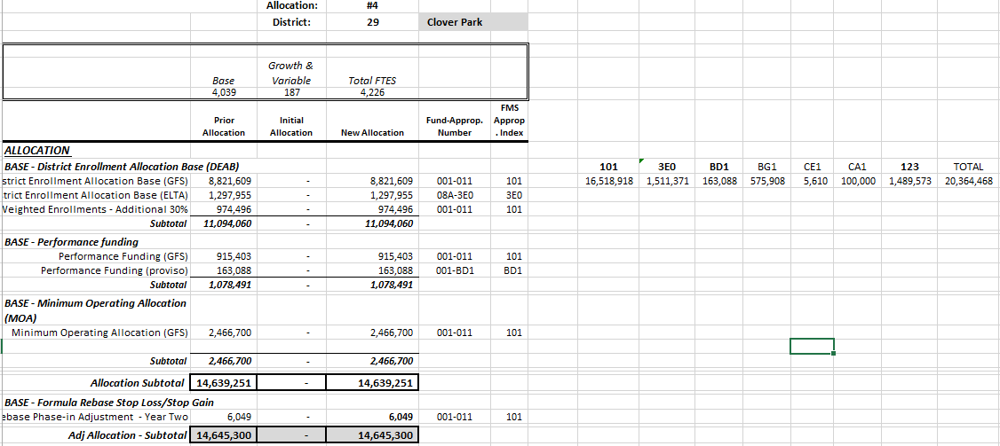 Allocation: #4
District: 29 Clover Park
Growth &
Base Variable Total FTES
4,039 187 4,226
FMS
Prior Initial Fund-Approp. Approp
Allocation Allocation New Allocation Number . Index
ALLOCATION
BASE - District Enrollment Allocation Base (DEAB) 101 3E0 BD1 BG1 CE1 CA1 123 TOTAL
strict Enrollment Allocation Base (GFS) 8,821,609 - 8,821,609 001-011 101 16,518,918 1,511,371 163,088 575,908 5,610 100,000 1,489,573 20,364,468
trict Enrollment Allocation Base (ELTA) 1,297,955 - 1,297,955 08A-3E0 3E0
Veighted Enrollments - Additional 30% 974,496 - 974,496 001-011 101
Subtotal 11,094,060 - 11,094,060
BASE - Performance funding
Performance Funding (GFS) 915,403 - 915,403 001-011 101
Performance Funding (proviso) 163,088 - 163,088 001-BD1 BD1
Subtotal 1,078,491 - 1,078,491
BASE - Minimum Operating Allocation
(MOA)
Minimum Operating Allocation (GFS) 2,466,700 - 2,466,700 001-011 101
Subtotal 2,466,700 - 2,466,700
Allocation Subtotal 14,639,251 - 14,639,251
BASE - Formula Rebase Stop Loss/Stop Gain
ebase Phase-in Adjustment - Year Two 6,049 - 6,049 001-011 101
Adj Allocation - Subtotal 14,645,300 - 14,645,300